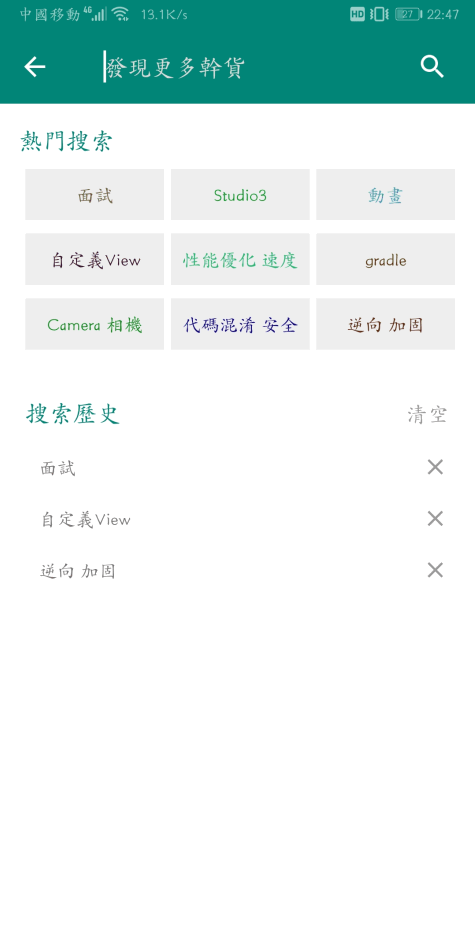 中國移動 4G 13.1K/s HD 27 22:47
發現更多幹貨
熱門搜索
面試 Studio3 動畫
自定義View 性能優化 速度 gradle
Camera 相機 代碼混淆 安全 逆向 加固
搜索歷史 清空
面試
自定義View
逆向 加固